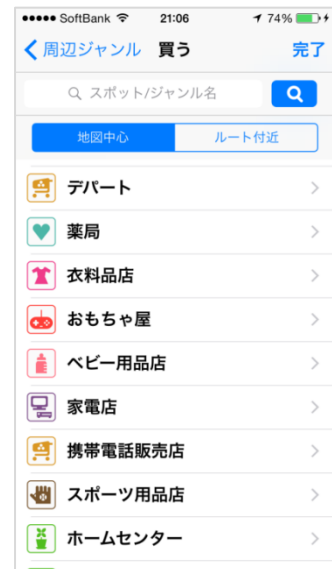 SoftBank 21:06 74%
周辺ジャンル 買う 完了
スポット/ジャンル名
地図中心 ルート付近
デパート
薬局
衣料品店
おもちゃ屋
ベビー用品店
家電店
携帯電話販売店
スポーツ用品店
ホームセンター